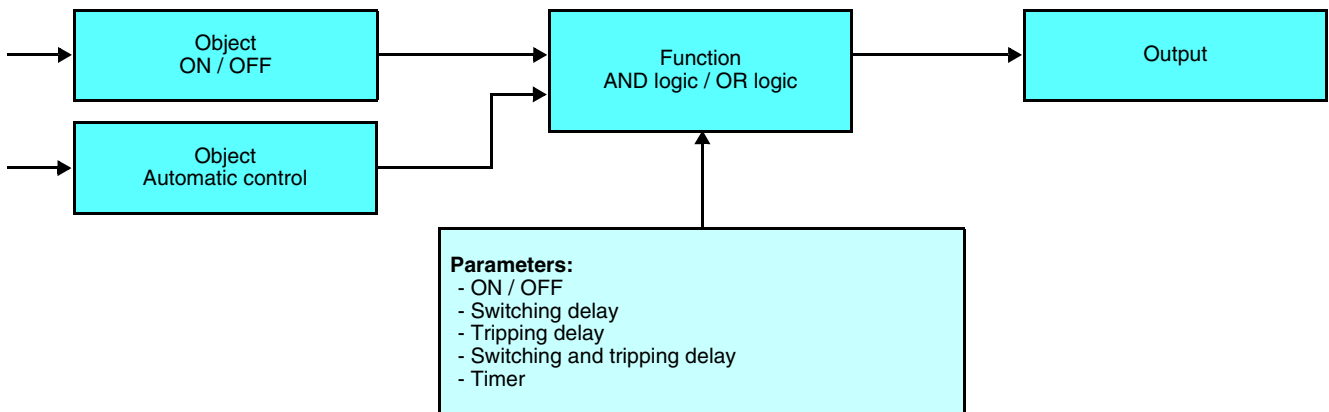 Object
ON / OFF
Function
AND logic / OR logic
Output
Object
Automatic control
Parameters:
- ON / OFF
- Switching delay
- Tripping delay
- Switching and tripping delay
- Timer